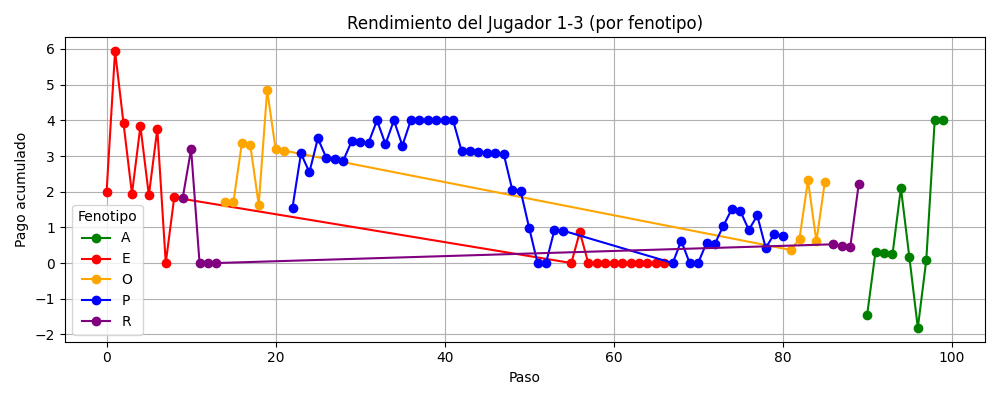 Rendimiento del Jugador 1-3 (por fenotipo)
Pago acumulado
6
5
4
3
2
1
0
−1
−2
Fenotipo
A
E
O
P
R
0 20 40 60 80 100
Paso